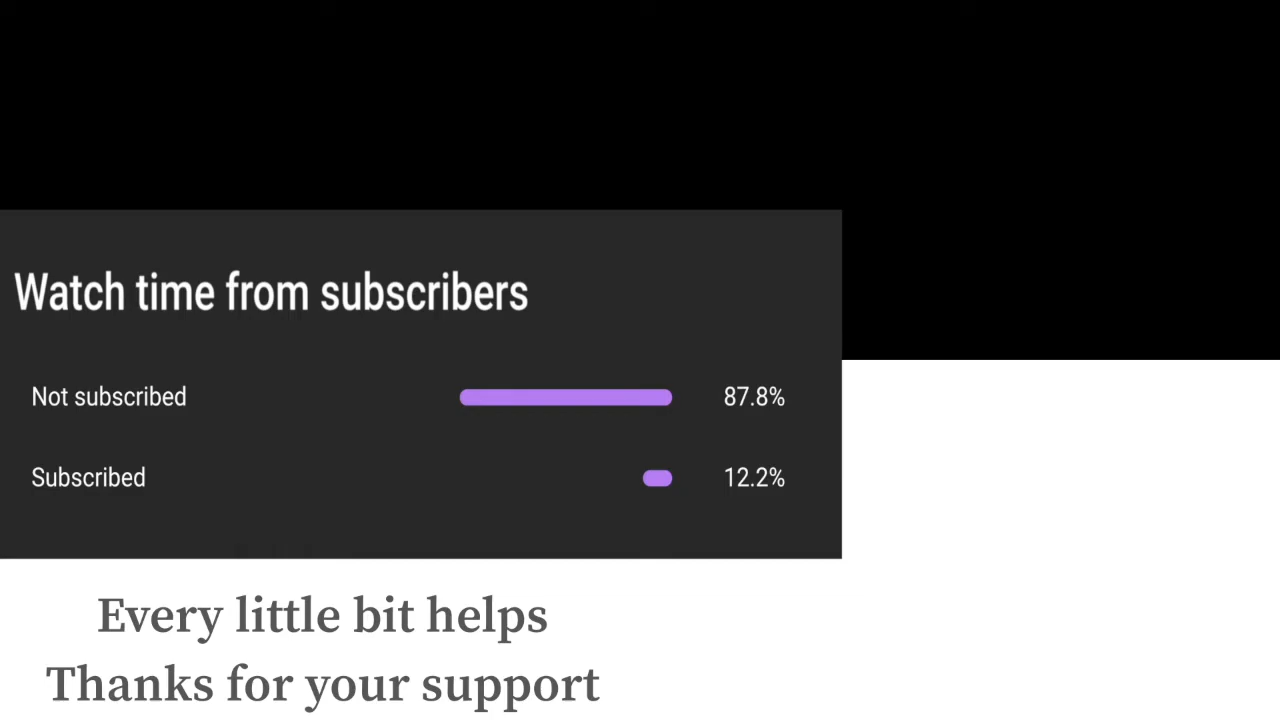 Watch time from subscribers
Not subscribed 87.8%
Subscribed 12.2%
Every little bit helps
Thanks for your support